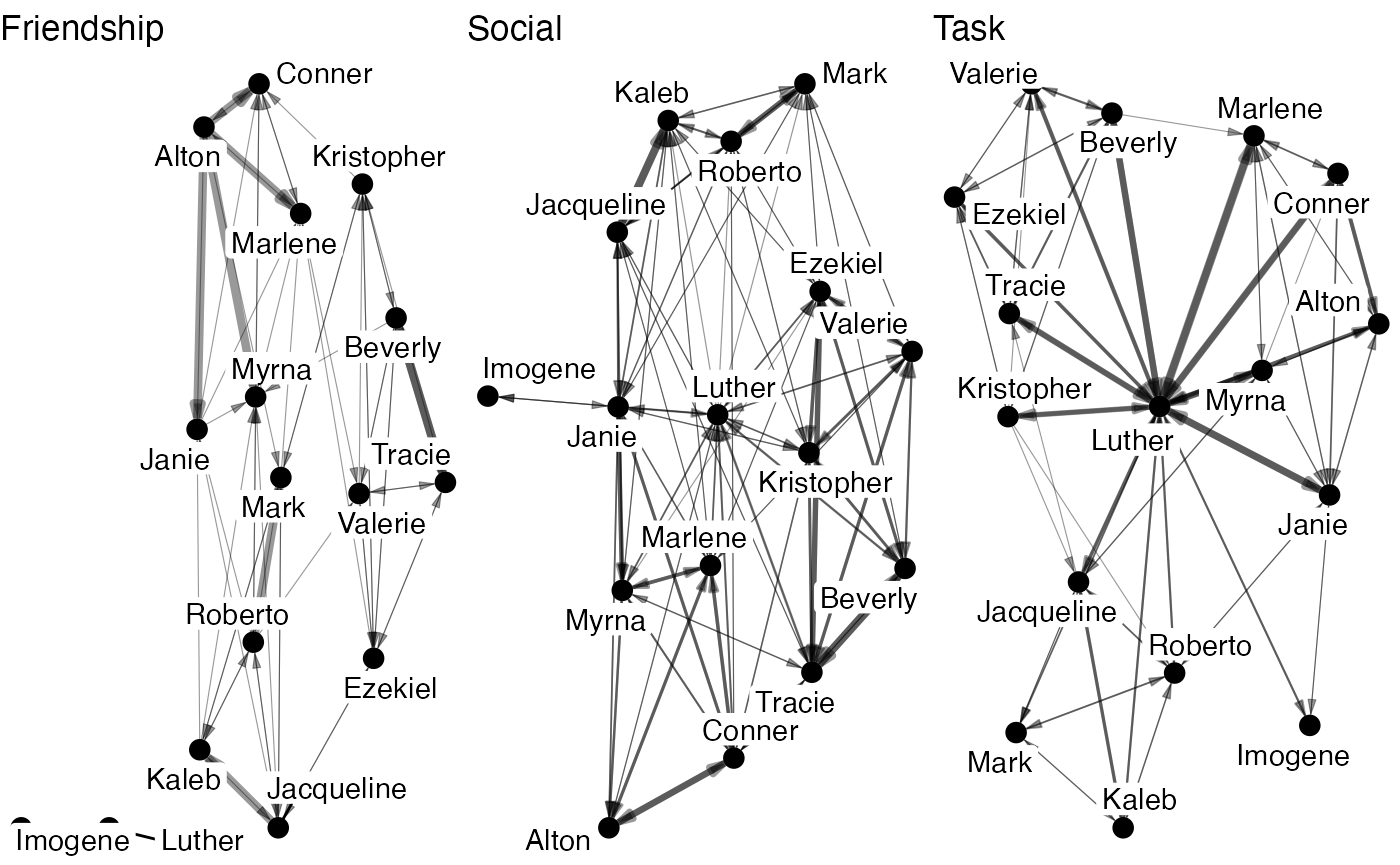 Friendship
Conner
Alton
Kristopher
Marlene
Beverly
Myrna
Janie
Tracie
Mark
Valerie
Roberto
Ezekiel
Kaleb
Jacqueline
Imogene
Luther
Social
Mark
Kaleb
Roberto
Jacqueline
Ezekiel
Valerie
Imogene
Luther
Janie
Kristopher
Marlene
Beverly
Myrna
Tracie
Conner
Alton
Task
Valerie
Marlene
Beverly
Conner
Ezekiel
Tracie
Alton
Kristopher
Myrna
Luther
Janie
Jacqueline
Roberto
Imogene
Mark
Kaleb